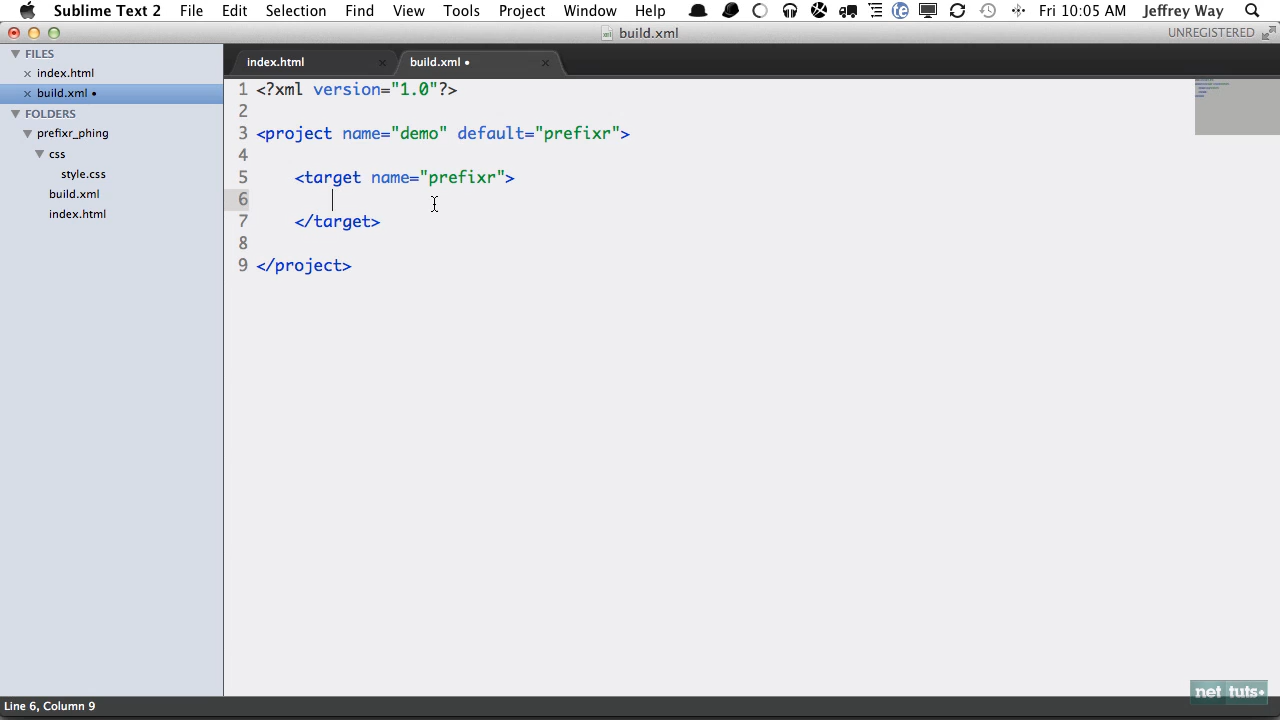 Sublime Text 2 File Edit Selection Find View Tools Project Window Help Fri 10:05 AM Jeffrey Way
build.xml UNREGISTERED
FILES
index.html
build.xml
FOLDERS
prefixr_phing
css
style.css
build.xml
index.html
index.html build.xml
1 <?xml version="1.0"?>
2
3 <project name="demo" default="prefixr">
4
5 <target name="prefixr">
6
7 </target>
8
9 </project>
Line 6, Column 9
net tuts+